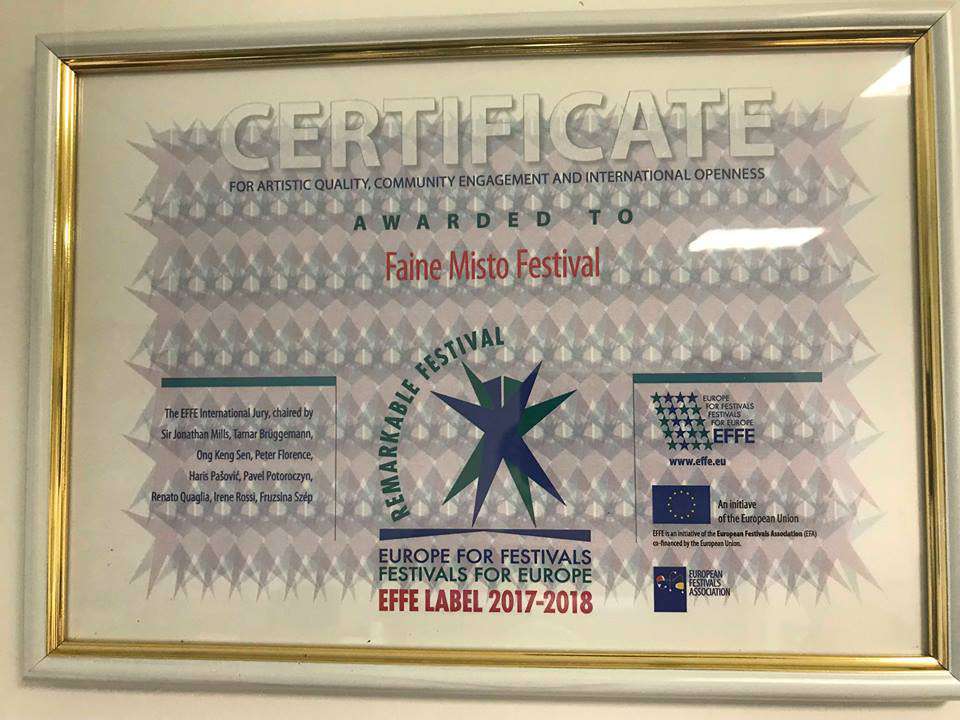 CERTIFICATE
FOR ARTISTIC QUALITY, COMMUNITY ENGAGEMENT AND INTERNATIONAL OPENNESS
AWARDED TO
Faine Misto Festival
REMARKABLE FESTIVAL
The EFFE International Jury, chaired by
Sir Jonathan Mills, Tamar Brüggemann,
Ong Keng Sen, Peter Florence,
Haris Pašović, Pavel Potoroczyn,
Renato Quaglia, Irene Rossi, Fruzsina Szép
EUROPE FOR FESTIVALS
FESTIVALS FOR EUROPE
EFFE LABEL 2017-2018
EUROPE
FOR FESTIVALS
FESTIVALS
FOR EUROPE
EFFE
www.effe.eu
An initiave
of the European Union
EFFE is an initiative of the European Festivals Association (EFA)
co-financed by the European Union.
EUROPEAN
FESTIVALS
ASSOCIATION